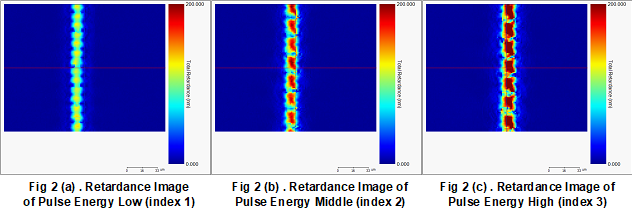 200.000
Total Retardance (nm)
0.000
200.000
Total Retardance (nm)
0.000
200.000
Total Retardance (nm)
0.000
Fig 2 (a) . Retardance Image
of Pulse Energy Low (index 1)
Fig 2 (b) . Retardance Image of
Pulse Energy Middle (index 2)
Fig 2 (c) . Retardance Image of
Pulse Energy High (index 3)